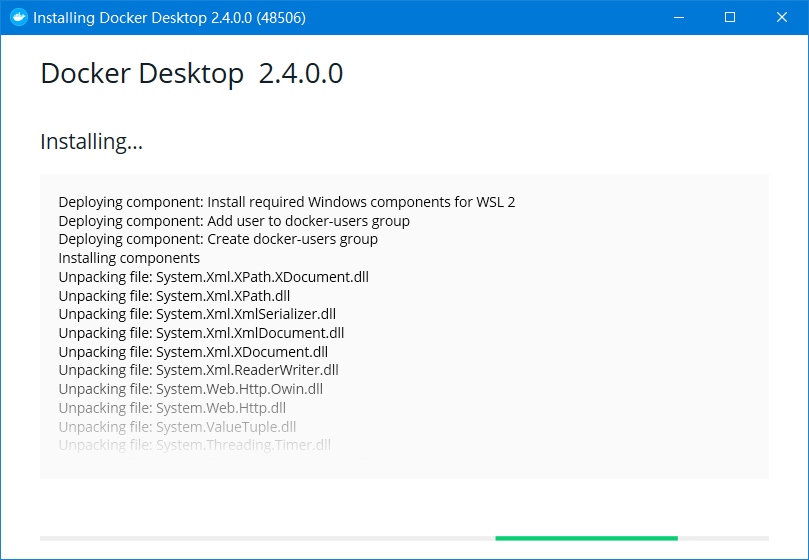 Installing Docker Desktop 2.4.0.0 (48506)
Docker Desktop 2.4.0.0
Installing...
Deploying component: Install required Windows components for WSL 2
Deploying component: Add user to docker-users group
Deploying component: Create docker-users group
Installing components
Unpacking file: System.Xml.XPath.XDocument.dll
Unpacking file: System.Xml.XPath.dll
Unpacking file: System.Xml.XmlSerializer.dll
Unpacking file: System.Xml.XmlDocument.dll
Unpacking file: System.Xml.XDocument.dll
Unpacking file: System.Xml.ReaderWriter.dll
Unpacking file: System.Web.Http.Owin.dll
Unpacking file: System.Web.Http.dll
Unpacking file: System.ValueTuple.dll
Unpacking file: System.Threading.Timer.dll